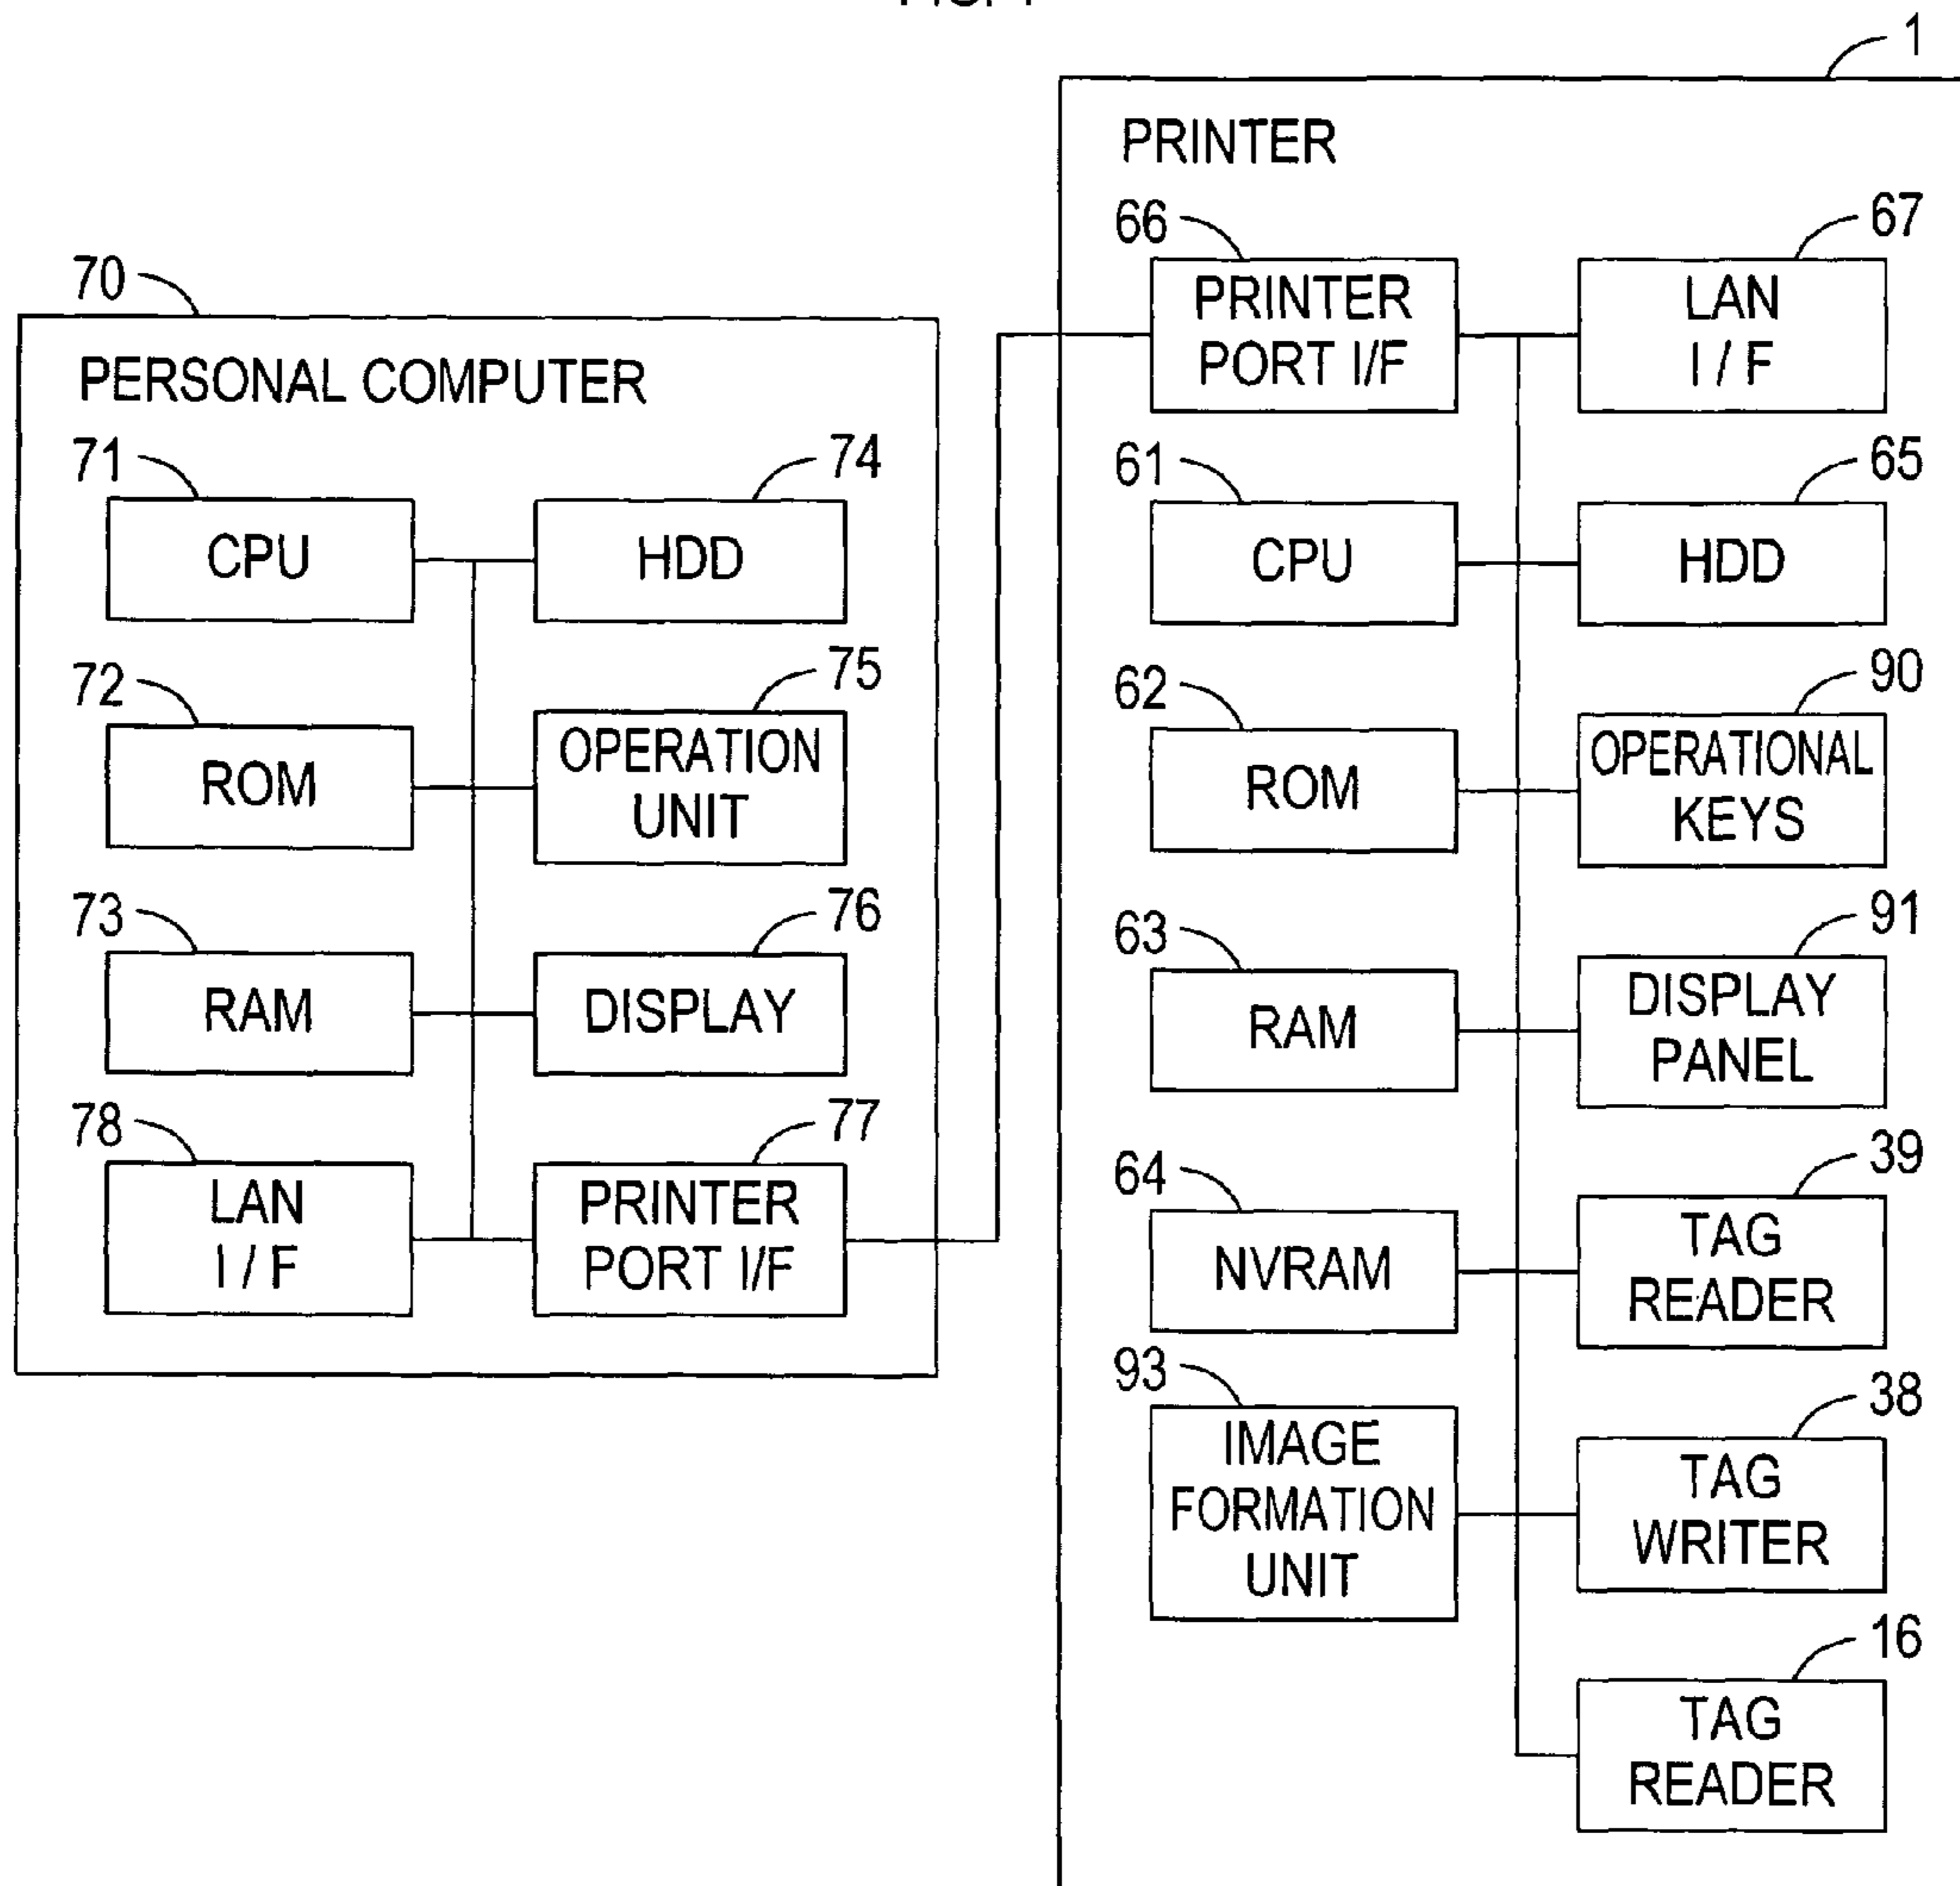 1
PRINTER
66
67
PRINTER
PORT I/F
LAN
I / F
70
PERSONAL COMPUTER
71
74
CPU
HDD
61
65
CPU
HDD
72
75
ROM
OPERATION
UNIT
62
90
ROM
OPERATIONAL
KEYS
73
76
RAM
DISPLAY
63
91
RAM
DISPLAY
PANEL
78
77
LAN
I / F
PRINTER
PORT I/F
64
39
NVRAM
TAG
READER
93
38
IMAGE
FORMATION
UNIT
TAG
WRITER
16
TAG
READER